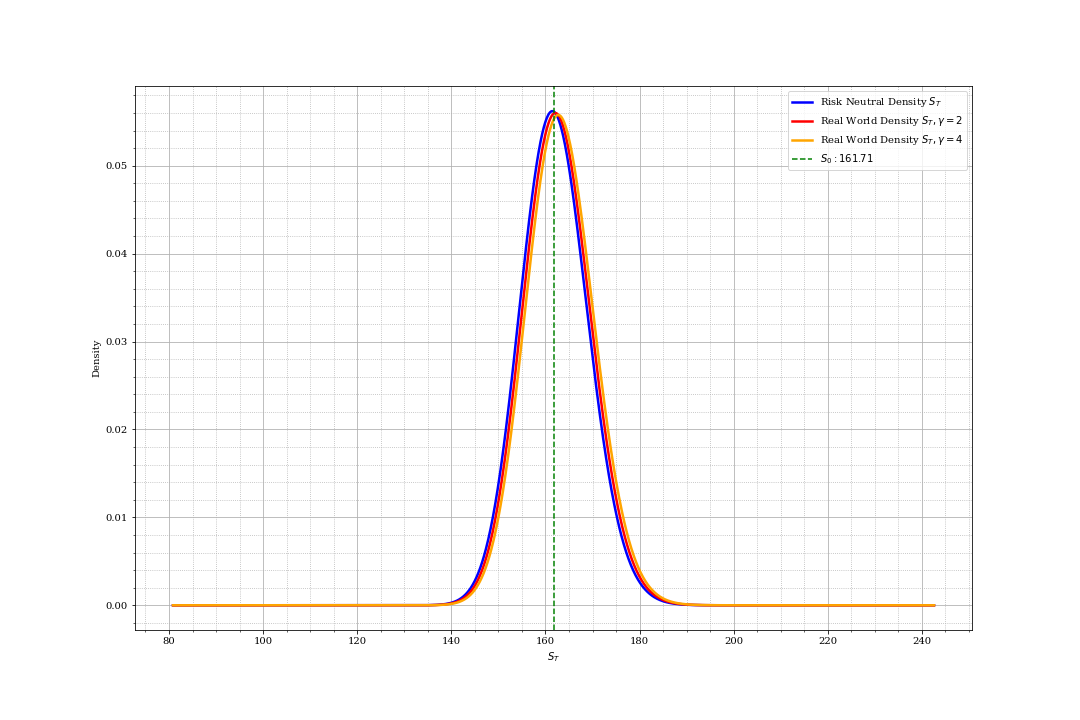 Risk Neutral Density S_T
Real World Density S_T, γ = 2
Real World Density S_T, γ = 4
S_0 : 161.71
0.05
0.04
0.03
0.02
0.01
0.00
Density
80 100 120 140 160 180 200 220 240
S_T